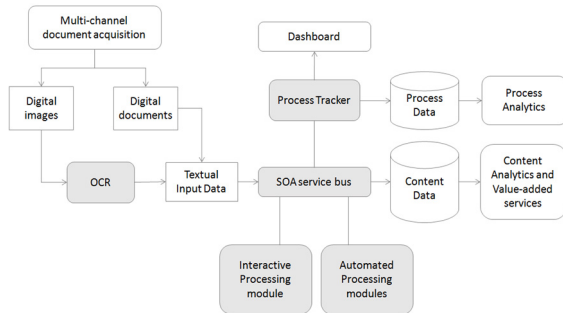 Multi-channel
document acquisition
Digital
images
Digital
documents
OCR
Textual
Input Data
Dashboard
Process Tracker
Process
Data
Process
Analytics
SOA service bus
Content
Data
Content
Analytics and
Value-added
services
Interactive
Processing
module
Automated
Processing
modules